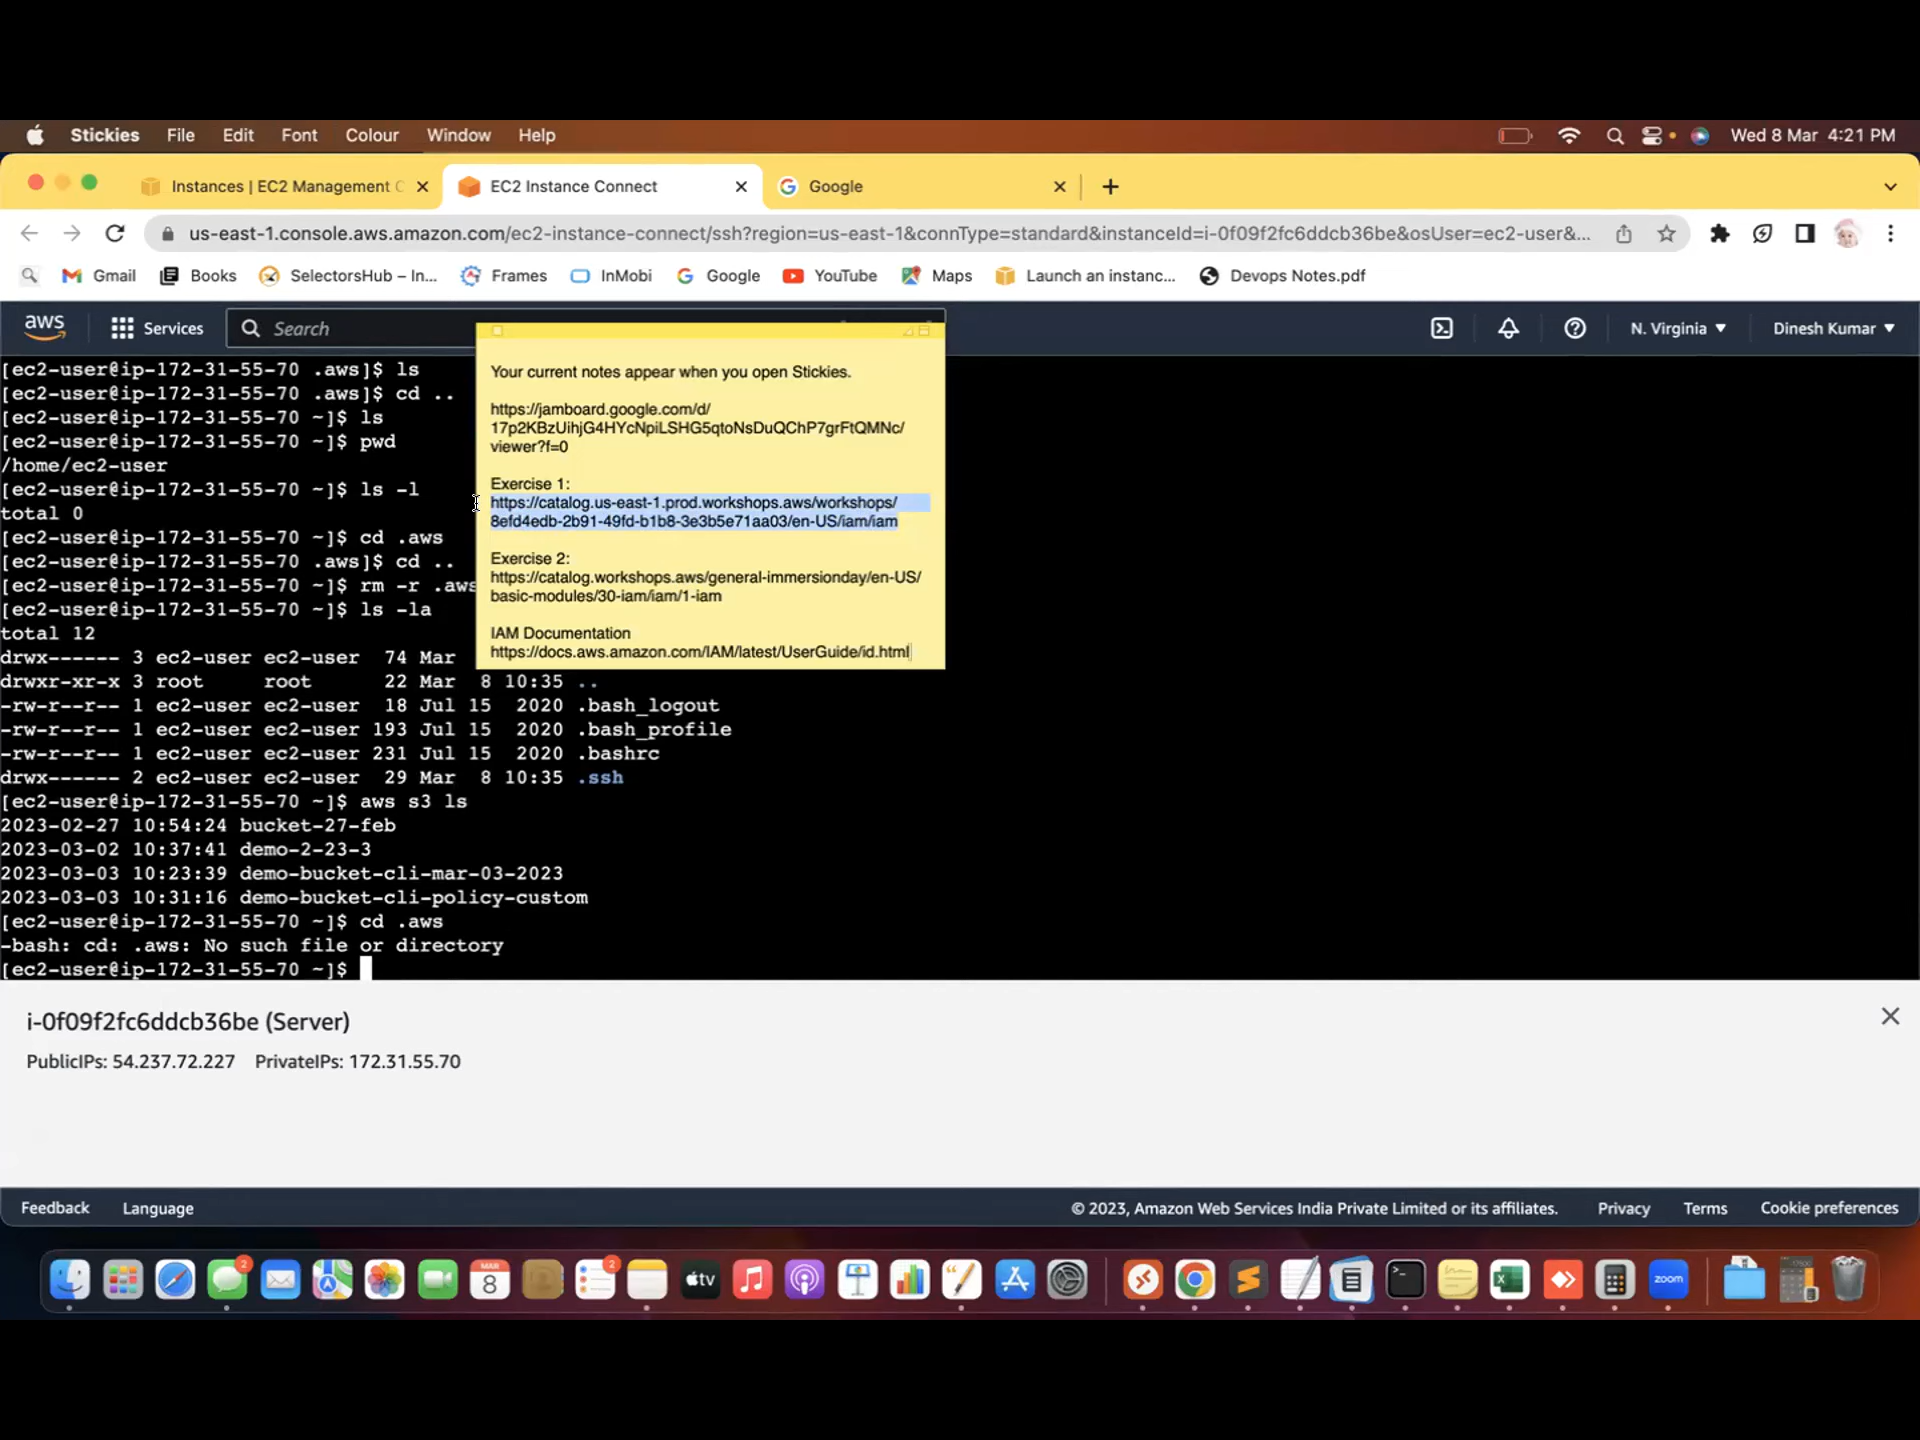 Stickies File Edit Font Colour Window Help Wed 8 Mar 4:21 PM
Instances | EC2 Management C EC2 Instance Connect Google
us-east-1.console.aws.amazon.com/ec2-instance-connect/ssh?region=us-east-1&connType=standard&instanceId=i-0f09f2fc6ddcb36be&osUser=ec2-user&...
Gmail Books SelectorsHub – In... Frames InMobi Google YouTube Maps Launch an instanc... Devops Notes.pdf
aws Services Search N. Virginia Dinesh Kumar
[ec2-user@ip-172-31-55-70 .aws]$ ls
[ec2-user@ip-172-31-55-70 .aws]$ cd ..
[ec2-user@ip-172-31-55-70 ~]$ ls
[ec2-user@ip-172-31-55-70 ~]$ pwd
/home/ec2-user
[ec2-user@ip-172-31-55-70 ~]$ ls -l
total 0
[ec2-user@ip-172-31-55-70 ~]$ cd .aws
[ec2-user@ip-172-31-55-70 .aws]$ cd ..
[ec2-user@ip-172-31-55-70 ~]$ rm -r .aws
[ec2-user@ip-172-31-55-70 ~]$ ls -la
total 12
drwx------ 3 ec2-user ec2-user 74 Mar
drwxr-xr-x 3 root root 22 Mar 8 10:35 ..
-rw-r--r-- 1 ec2-user ec2-user 18 Jul 15 2020 .bash_logout
-rw-r--r-- 1 ec2-user ec2-user 193 Jul 15 2020 .bash_profile
-rw-r--r-- 1 ec2-user ec2-user 231 Jul 15 2020 .bashrc
drwx------ 2 ec2-user ec2-user 29 Mar 8 10:35 .ssh
[ec2-user@ip-172-31-55-70 ~]$ aws s3 ls
2023-02-27 10:54:24 bucket-27-feb
2023-03-02 10:37:41 demo-2-23-3
2023-03-03 10:23:39 demo-bucket-cli-mar-03-2023
2023-03-03 10:31:16 demo-bucket-cli-policy-custom
[ec2-user@ip-172-31-55-70 ~]$ cd .aws
-bash: cd: .aws: No such file or directory
[ec2-user@ip-172-31-55-70 ~]$
Your current notes appear when you open Stickies.
https://jamboard.google.com/d/
17p2KBzUihjG4HYcNpiLSHG5qtoNsDuQChP7grFtQMNc/
viewer?f=0
Exercise 1:
https://catalog.us-east-1.prod.workshops.aws/workshops/
8efd4edb-2b91-49fd-b1b8-3e3b5e71aa03/en-US/iam/iam
Exercise 2:
https://catalog.workshops.aws/general-immersionday/en-US/
basic-modules/30-iam/iam/1-iam
IAM Documentation
https://docs.aws.amazon.com/IAM/latest/UserGuide/id.html
i-0f09f2fc6ddcb36be (Server)
PublicIPs: 54.237.72.227 PrivateIPs: 172.31.55.70
Feedback Language © 2023, Amazon Web Services India Private Limited or its affiliates. Privacy Terms Cookie preferences
2 MAR 8 2 tv zoom